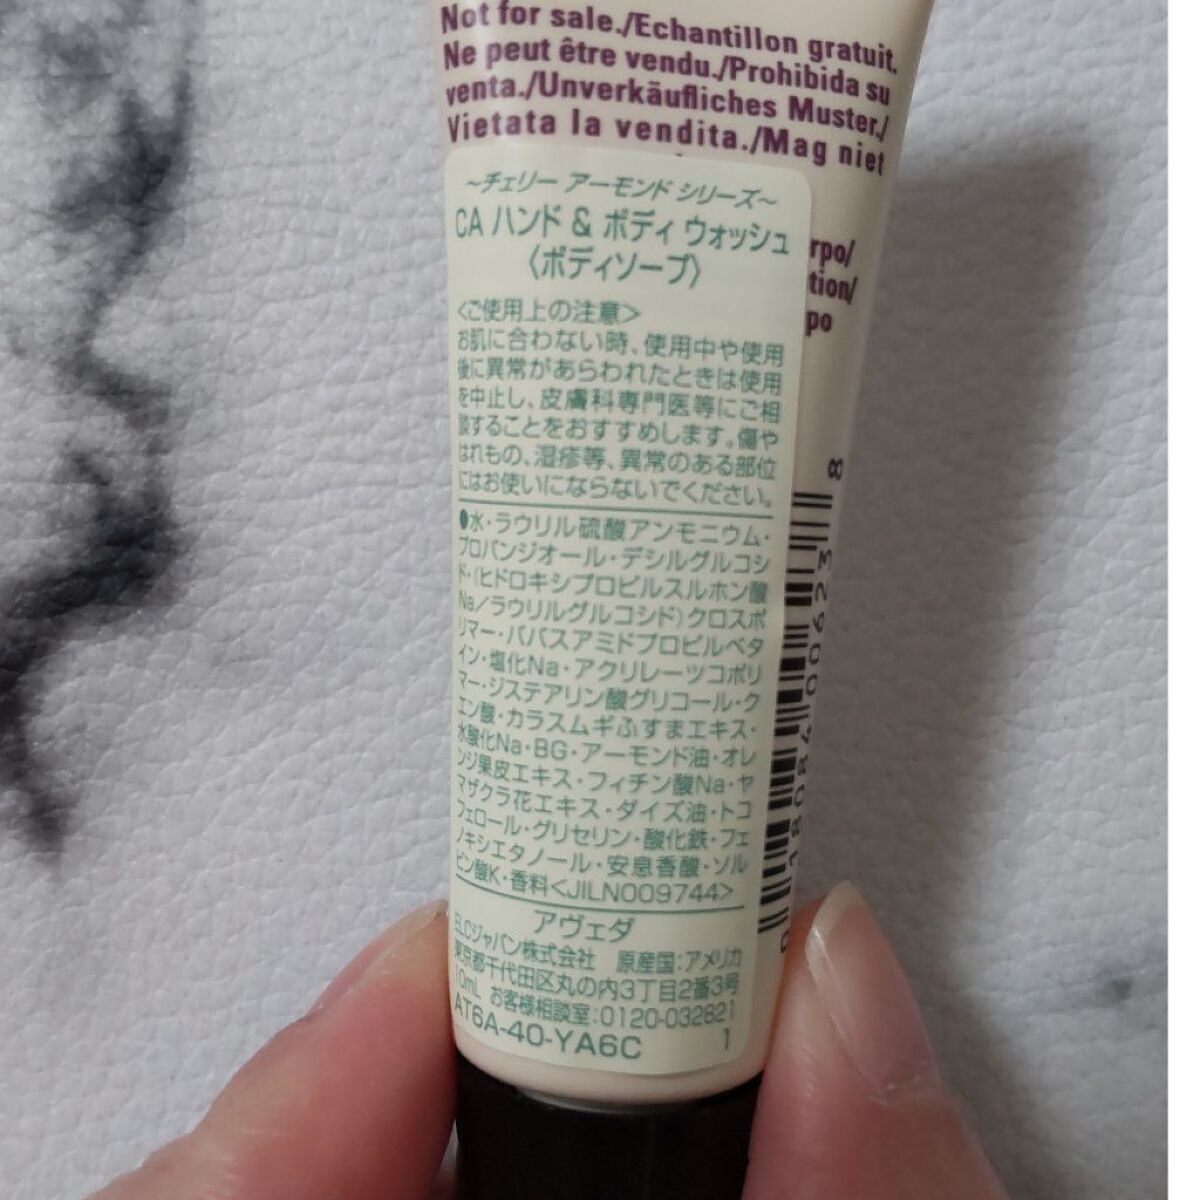 Not for sale./Echantillon gratuit.
Ne peut être vendu./Prohibida su
venta./Unverkäufliches Muster./
Vietata la vendita./Mag niet
～チェリー アーモンド シリーズ～
CA ハンド & ボディ ウォッシュ
〈ボディソープ〉
rpo/
tion/
po
<ご使用上の注意>
お肌に合わない時、使用中や使用
後に異常があらわれたときは使用
を中止し、皮膚科専門医等にご相
談することをおすすめします。傷や
はれもの、湿疹等、異常のある部位
にはお使いにならないでください。
●水・ラウリル硫酸アンモニウム・
プロパンジオール・デシルグルコシ
ド・(ヒドロキシプロピルスルホン酸
Na/ラウリルグルコシド)クロスポ
リマー・ババスアミドプロピルベタ
イン・塩化Na・アクリレーツコポリ
マー・ジステアリン酸グリコール・ク
エン酸・カラスムギふすまエキス・
水酸化Na・BG・アーモンド油・オレ
ンジ果皮エキス・フィチン酸Na・ヤ
マザクラ花エキス・ダイズ油・トコ
フェロール・グリセリン・酸化鉄・フェ
ノキシエタノール・安息香酸・ソル
ビン酸K・香料<JILN009744>
アヴェダ
ELCジャパン株式会社 原産国:アメリカ
東京都千代田区丸の内3丁目2番3号
10mL お客様相談室:0120-032821
AT6A-40-YA6C 1
0 18084 00623 8